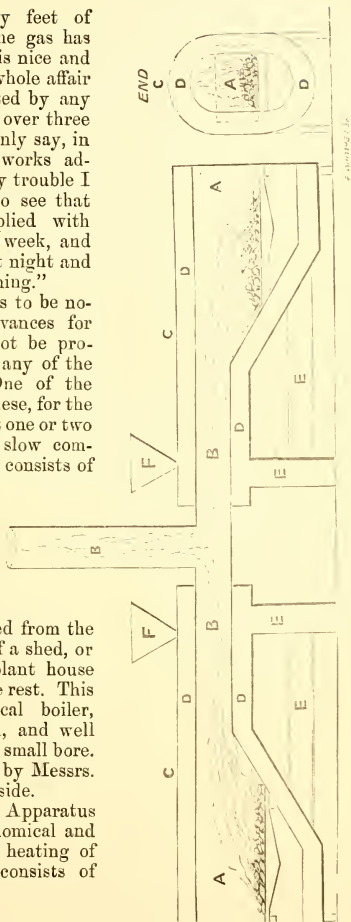 y feet of
ne gas has
is nice and
whole affair
ed by any
over three
nly say, in
works ad-
y trouble I
o see that
plied with
week, and
t night and
ning.”
s to be no-
vances for
ot be pro-
any of the
One of the
ese, for the
s one or two
slow com-
consists of
ed from the
f a shed, or
plant house
e rest. This
cal boiler,
l, and well
small bore.
by Messrs.
side.
Apparatus
nomical and
heating of
consists of
END
C
D
A
D
A
D
C
B
D
E
F
E
B
F
B
E
D
D
E
C
A